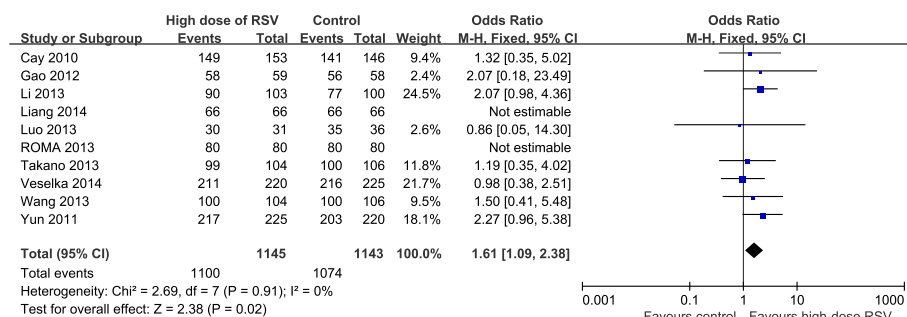 High dose of RSV Control Odds Ratio Odds Ratio
Study or Subgroup Events Total Events Total Weight M-H, Fixed, 95% CI M-H, Fixed, 95% CI
Cay 2010 149 153 141 146 9.4% 1.32 [0.35, 5.02]
Gao 2012 58 59 56 58 2.4% 2.07 [0.18, 23.49]
Li 2013 90 103 77 100 24.5% 2.07 [0.98, 4.36]
Liang 2014 66 66 66 66 Not estimable
Luo 2013 30 31 35 36 2.6% 0.86 [0.05, 14.30]
ROMA 2013 80 80 80 80 Not estimable
Takano 2013 99 104 100 106 11.8% 1.19 [0.35, 4.02]
Veselka 2014 211 220 216 225 21.7% 0.98 [0.38, 2.51]
Wang 2013 100 104 100 106 9.5% 1.50 [0.41, 5.48]
Yun 2011 217 225 203 220 18.1% 2.27 [0.96, 5.38]
Total (95% CI) 1145 1143 100.0% 1.61 [1.09, 2.38]
Total events 1100 1074
Heterogeneity: Chi² = 2.69, df = 7 (P = 0.91); I² = 0%
Test for overall effect: Z = 2.38 (P = 0.02)
0.001 0.1 1 10 1000
Favours control Favours high-dose RSV